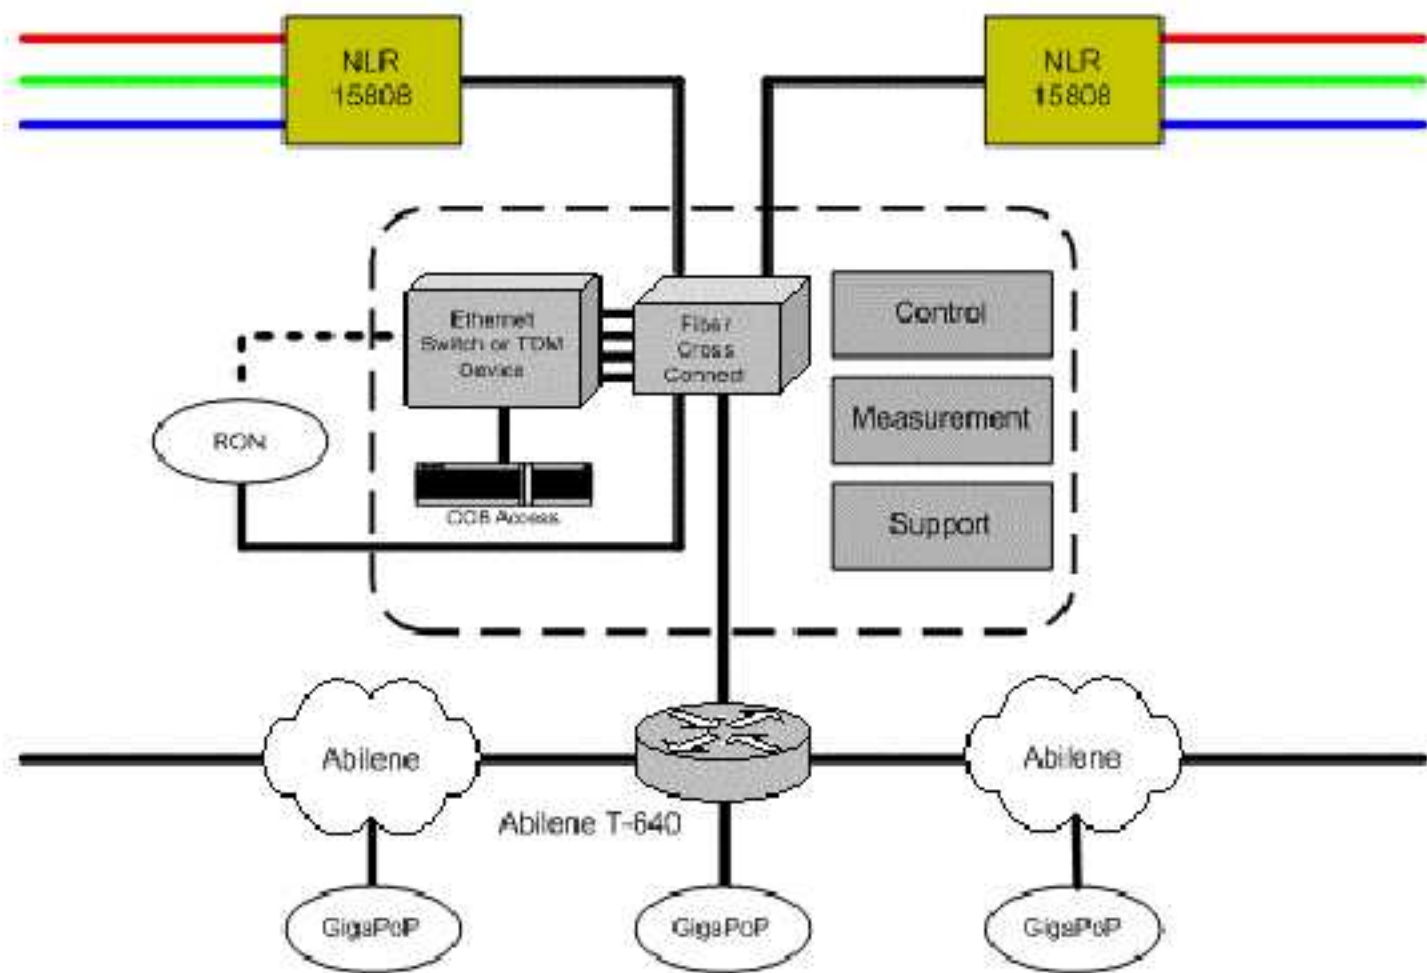 NLR
15808
NLR
15808
Ethernet
Switch or TDM
Device
Fiber
Cross
Connect
Control
Measurement
Support
RON
OOB Access
Abilene
Abilene
Abilene T-640
GigaPoP
GigaPoP
GigaPoP